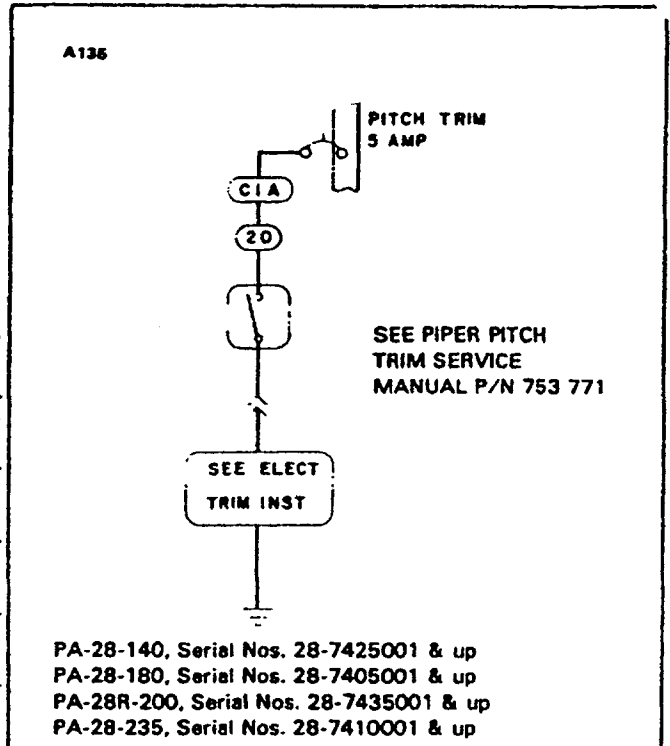 A135
PITCH TRIM
5 AMP
C1A
20
SEE PIPER PITCH
TRIM SERVICE
MANUAL P/N 753 771
SEE ELECT
TRIM INST
PA-28-140, Serial Nos. 28-7425001 & up
PA-28-180, Serial Nos. 28-7405001 & up
PA-28R-200, Serial Nos. 28-7435001 & up
PA-28-235, Serial Nos. 28-7410001 & up